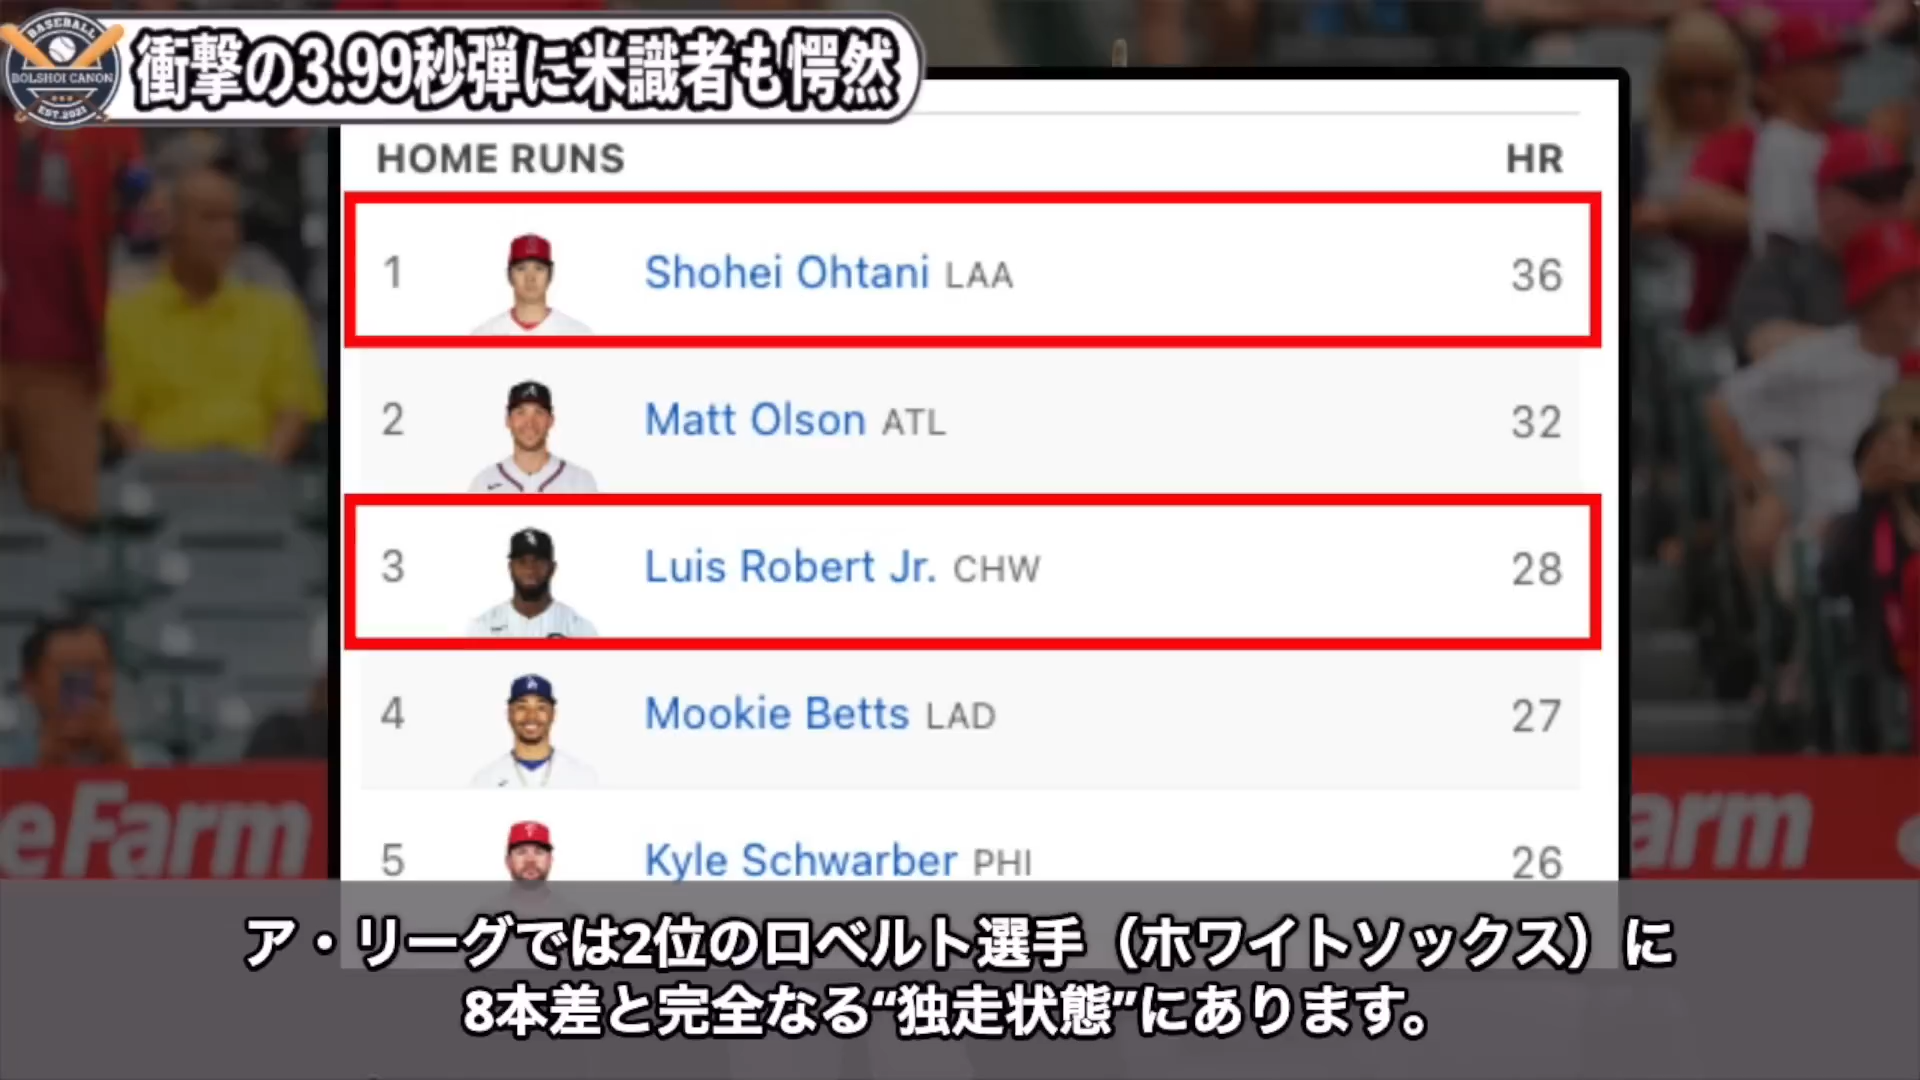 BASEBALL
BOLSHOI CANON
EST.2021
衝撃の3.99秒弾に米識者も愕然
HOME RUNS HR
1 Shohei Ohtani LAA 36
2 Matt Olson ATL 32
3 Luis Robert Jr. CHW 28
4 Mookie Betts LAD 27
5 Kyle Schwarber PHI 26
eFarm
arm
ア・リーグでは2位のロベルト選手（ホワイトソックス）に
8本差と完全なる“独走状態”にあります。